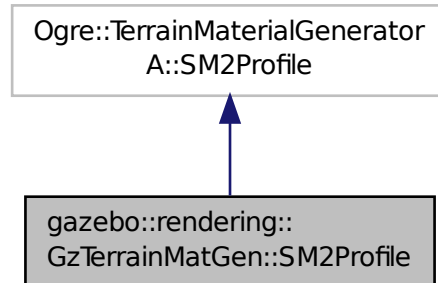 Ogre::TerrainMaterialGenerator
A::SM2Profile
gazebo::rendering::
GzTerrainMatGen::SM2Profile